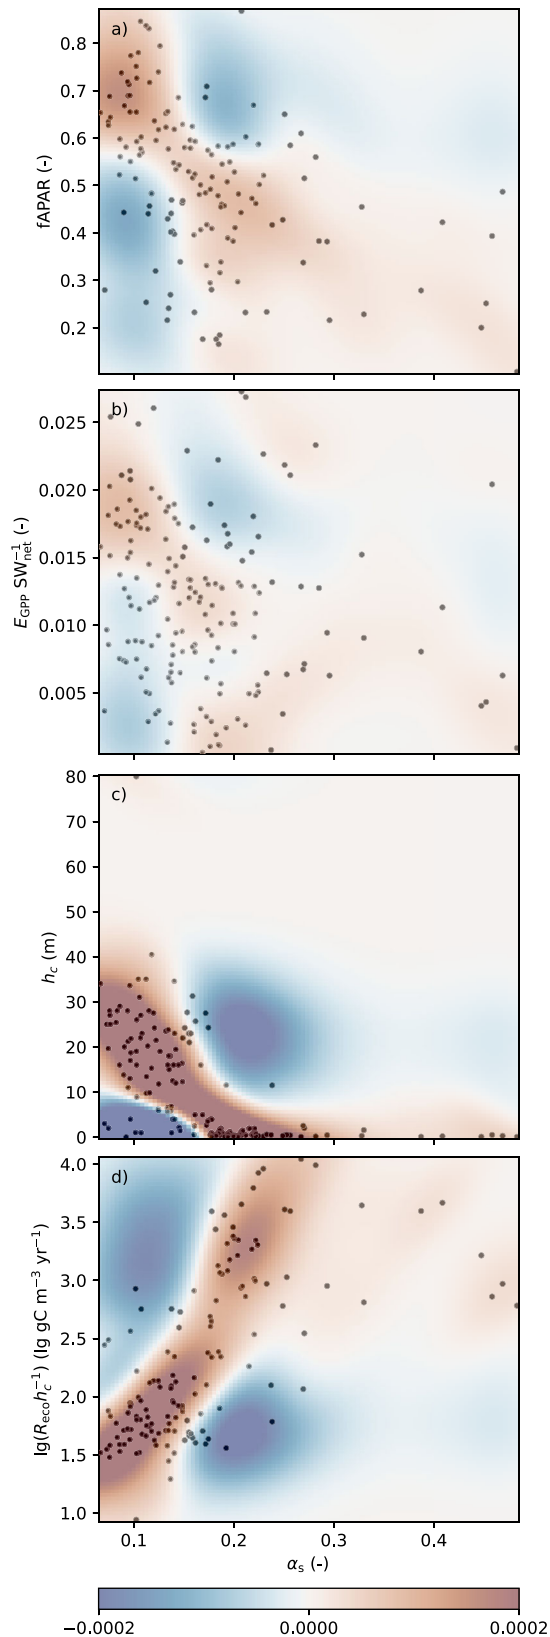 a)
0.8
0.7
0.6
0.5
0.4
0.3
0.2
fAPAR (-)
b)
0.025
0.020
0.015
0.010
0.005
E_GPP SW_net^−1 (-)
c)
80
70
60
50
40
30
20
10
0
h_c (m)
d)
4.0
3.5
3.0
2.5
2.0
1.5
1.0
lg(R_eco h_c^−1) (lg gC m^−3 yr^−1)
0.1 0.2 0.3 0.4
α_s (-)
−0.0002 0.0000 0.0002